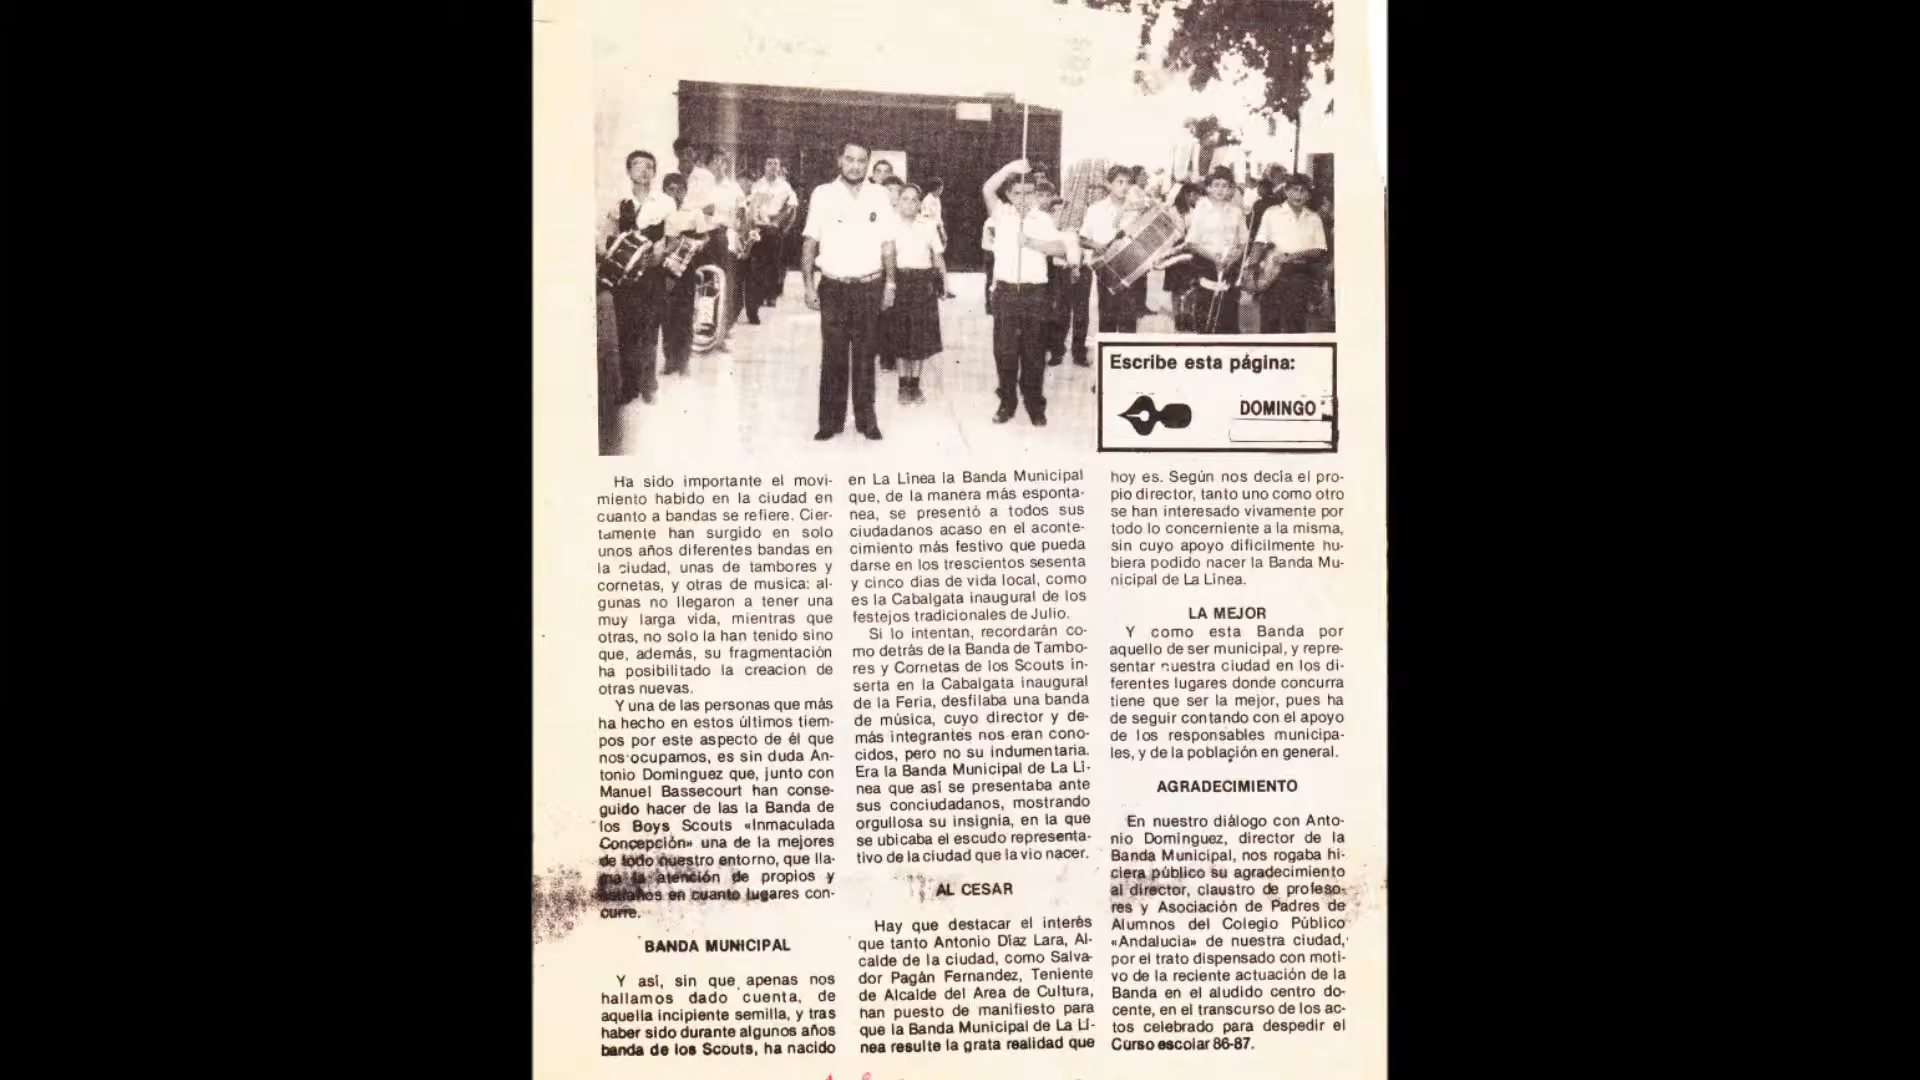 Escribe esta página:
DOMINGO
Ha sido importante el movi-
miento habido en la ciudad en
cuanto a bandas se refiere. Cier-
tamente han surgido en solo
unos años diferentes bandas en
la ciudad, unas de tambores y
cornetas, y otras de musica: al-
gunas no llegaron a tener una
muy larga vida, mientras que
otras, no solo la han tenido sino
que, además, su fragmentación
ha posibilitado la creacion de
otras nuevas.
Y una de las personas que más
ha hecho en estos últimos tiem-
pos por este aspecto de él que
nos ocupamos, es sin duda An-
tonio Dominguez que, junto con
Manuel Bassecourt han conse-
guido hacer de las la Banda de
los Boys Scouts «Inmaculada
Concepción» una de la mejores
de todo nuestro entorno, que lla-
ma la atención de propios y
extraños en cuanto lugares con-
curre.
BANDA MUNICIPAL
Y así, sin que apenas nos
hallamos dado cuenta, de
aquella incipiente semilla, y tras
haber sido durante algunos años
banda de los Scouts, ha nacido
en La Línea la Banda Municipal
que, de la manera más esponta-
nea, se presentó a todos sus
ciudadanos acaso en el aconte-
cimiento más festivo que pueda
darse en los trescientos sesenta
y cinco dias de vida local, como
es la Cabalgata inaugural de los
festejos tradicionales de Julio.
Si lo intentan, recordarán co-
mo detrás de la Banda de Tambo-
res y Cornetas de los Scouts in-
serta en la Cabalgata inaugural
de la Feria, desfilaba una banda
de música, cuyo director y de-
más integrantes nos eran cono-
cidos, pero no su indumentaria.
Era la Banda Municipal de La Lí-
nea que así se presentaba ante
sus conciudadanos, mostrando
orgullosa su insignia, en la que
se ubicaba el escudo representa-
tivo de la ciudad que la vio nacer.
AL CESAR
Hay que destacar el interés
que tanto Antonio Díaz Lara, Al-
calde de la ciudad, como Salva-
dor Pagán Fernandez, Teniente
de Alcalde del Area de Cultura,
han puesto de manifiesto para
que la Banda Municipal de La Lí-
nea resulte la grata realidad que
hoy es. Según nos decia el pro-
pio director, tanto uno como otro
se han interesado vivamente por
todo lo concerniente a la misma,
sin cuyo apoyo dificilmente hu-
biera podido nacer la Banda Mu-
nicipal de La Linea.
LA MEJOR
Y como esta Banda por
aquello de ser municipal, y repre-
sentar nuestra ciudad en los di-
ferentes lugares donde concurra
tiene que ser la mejor, pues ha
de seguir contando con el apoyo
de los responsables municipa-
les, y de la población en general.
AGRADECIMIENTO
En nuestro diálogo con Anto-
nio Dominguez, director de la
Banda Municipal, nos rogaba hi-
ciera público su agradecimiento
al director, claustro de profeso-
res y Asociación de Padres de
Alumnos del Colegio Público
«Andalucia» de nuestra ciudad,
por el trato dispensado con moti-
vo de la reciente actuación de la
Banda en el aludido centro do-
cente, en el transcurso de los ac-
tos celebrado para despedir el
Curso escolar 86-87.